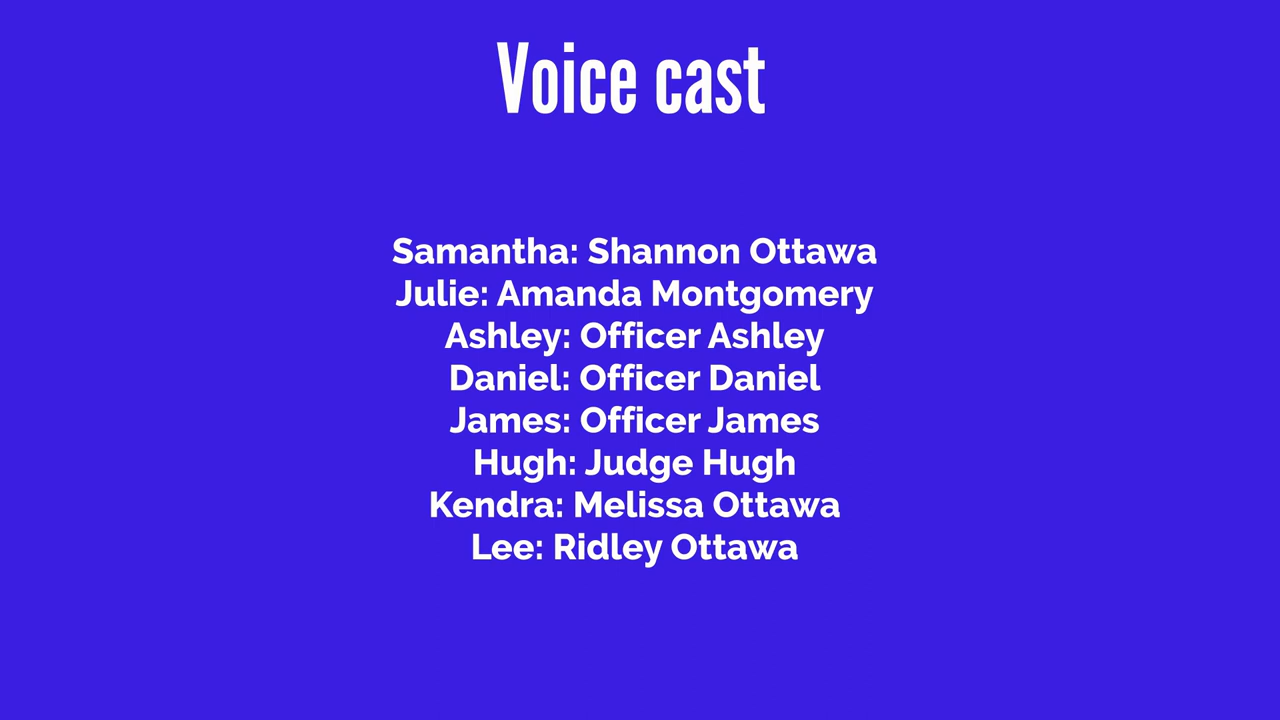 Voice cast
Samantha: Shannon Ottawa
Julie: Amanda Montgomery
Ashley: Officer Ashley
Daniel: Officer Daniel
James: Officer James
Hugh: Judge Hugh
Kendra: Melissa Ottawa
Lee: Ridley Ottawa